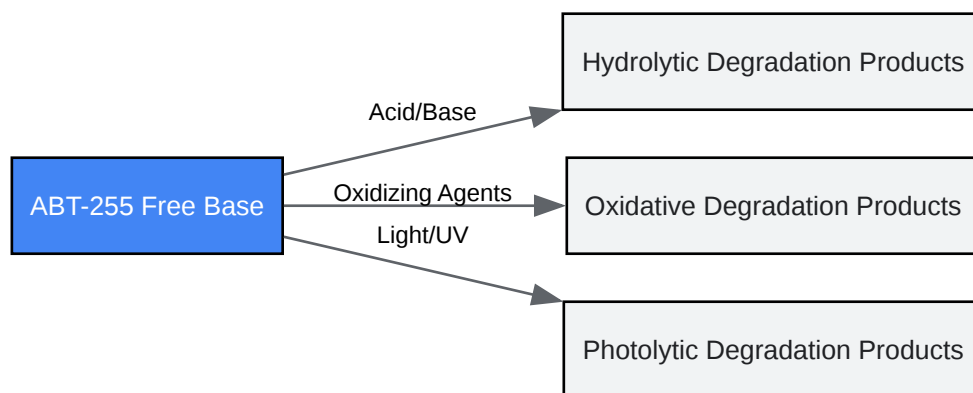 Hydrolytic Degradation Products
Acid/Base
ABT-255 Free Base
Oxidizing Agents
Oxidative Degradation Products
Light/UV
Photolytic Degradation Products